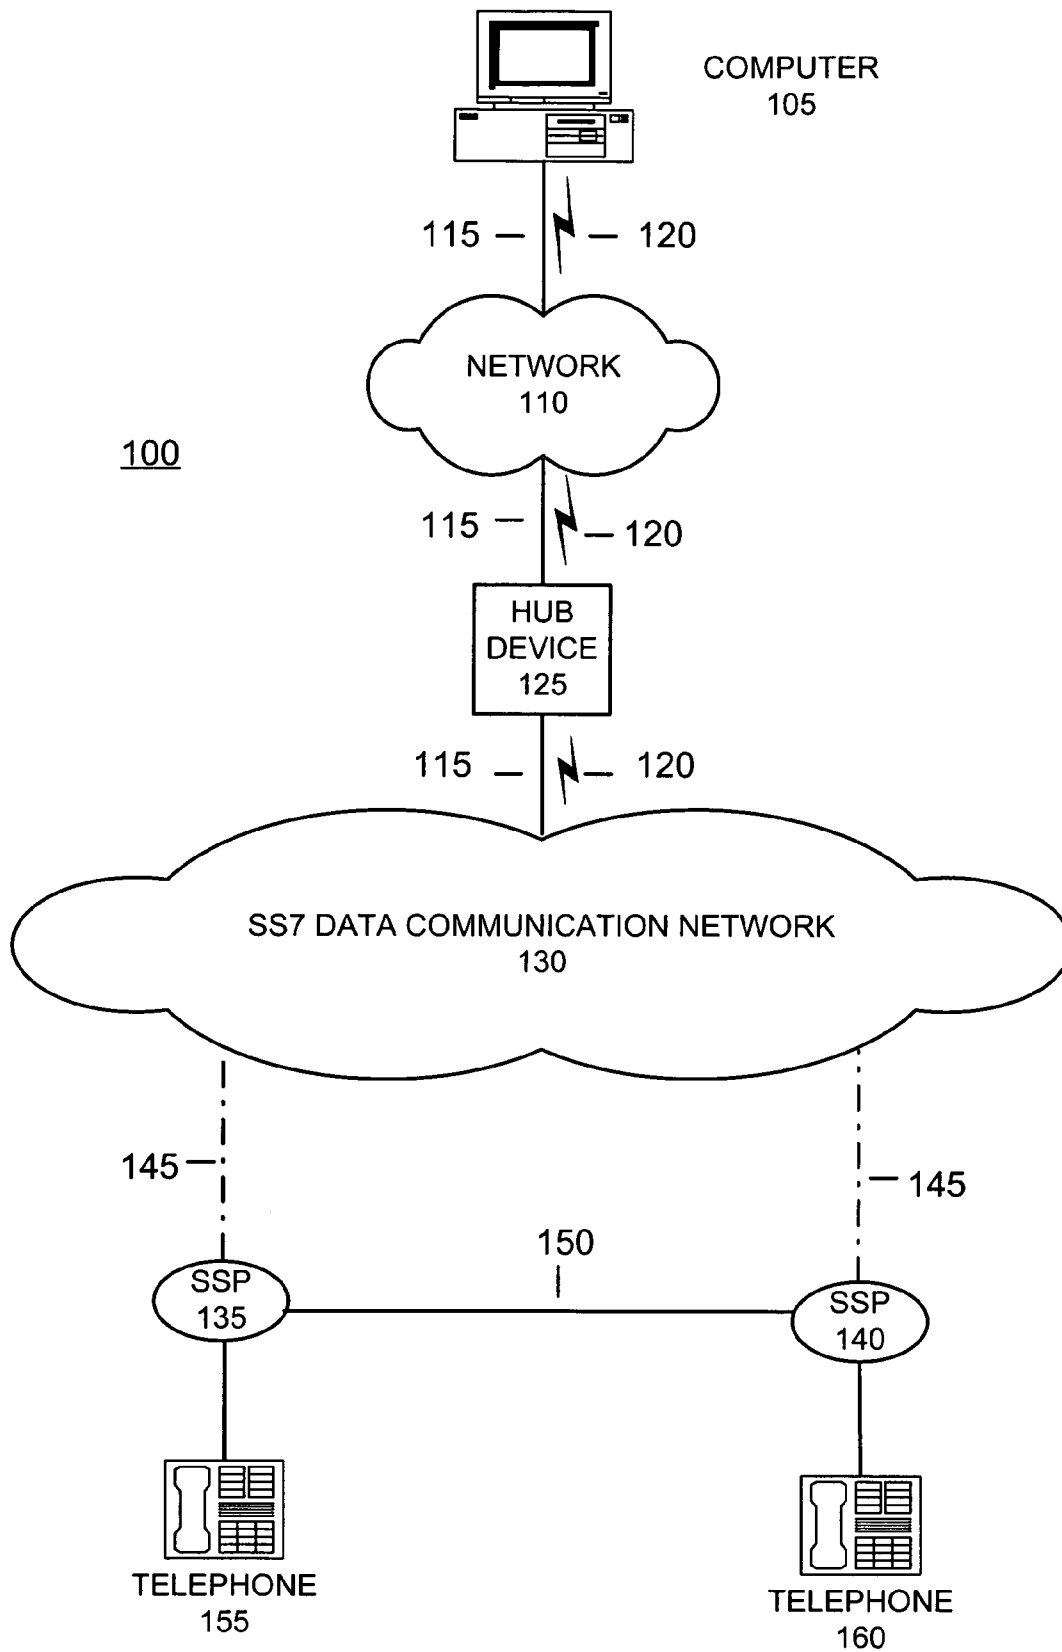 COMPUTER
105
115
120
NETWORK
110
100
115
120
HUB
DEVICE
125
115
120
SS7 DATA COMMUNICATION NETWORK
130
145
145
150
SSP
135
SSP
140
TELEPHONE
155
TELEPHONE
160